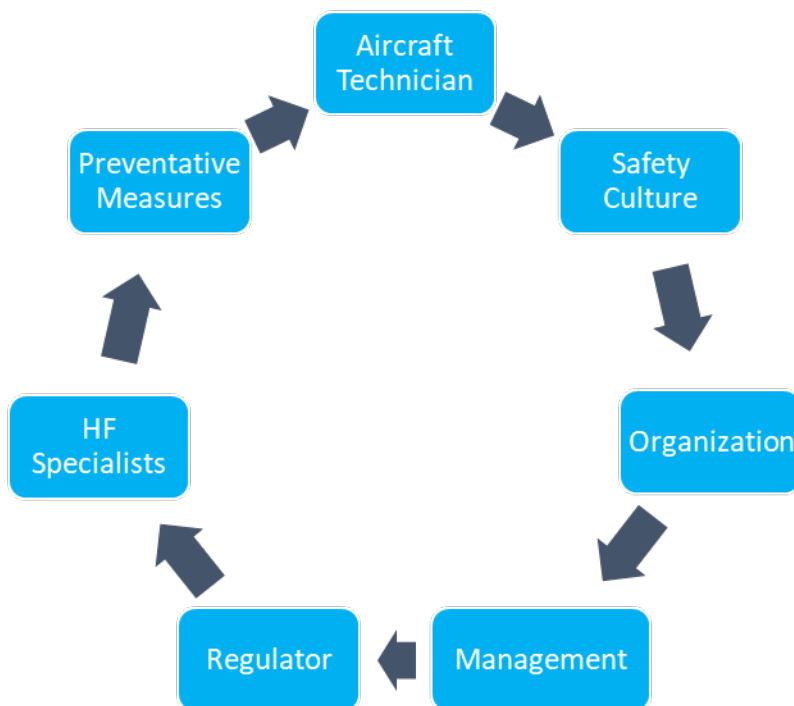 Aircraft
Technician
Safety
Culture
Organization
Management
Regulator
HF
Specialists
Preventative
Measures